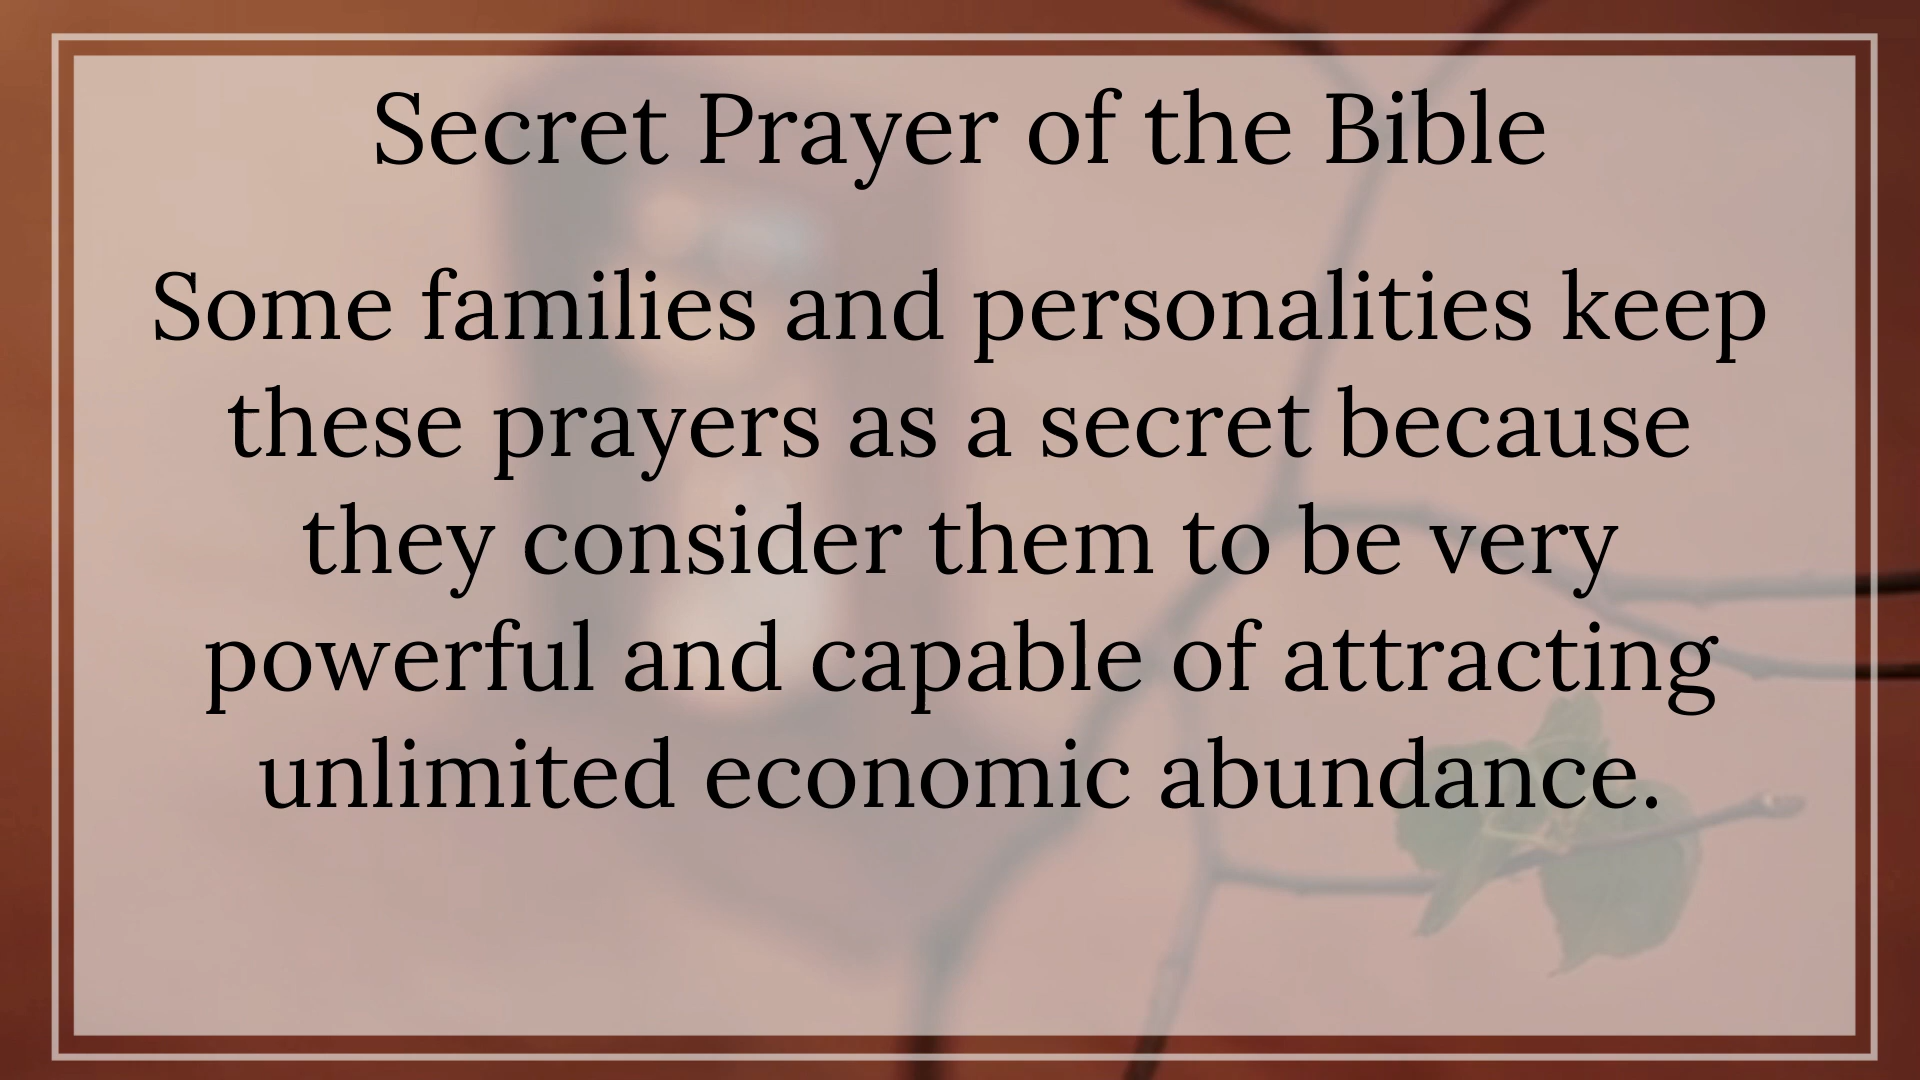 Secret Prayer of the Bible
Some families and personalities keep
these prayers as a secret because
they consider them to be very
powerful and capable of attracting
unlimited economic abundance.